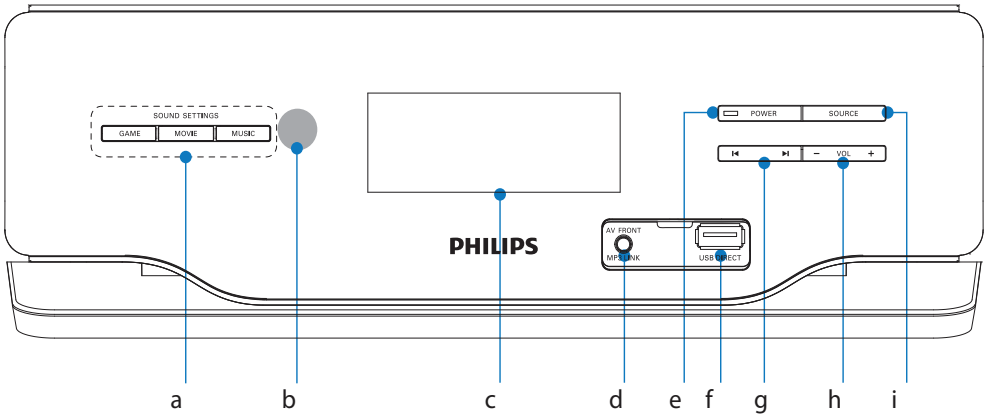 SOUND SETTINGS
GAME MOVIE MUSIC
POWER SOURCE
− VOL +
AV FRONT
MP3 LINK
USB DIRECT
PHILIPS
a b c d e f g h i